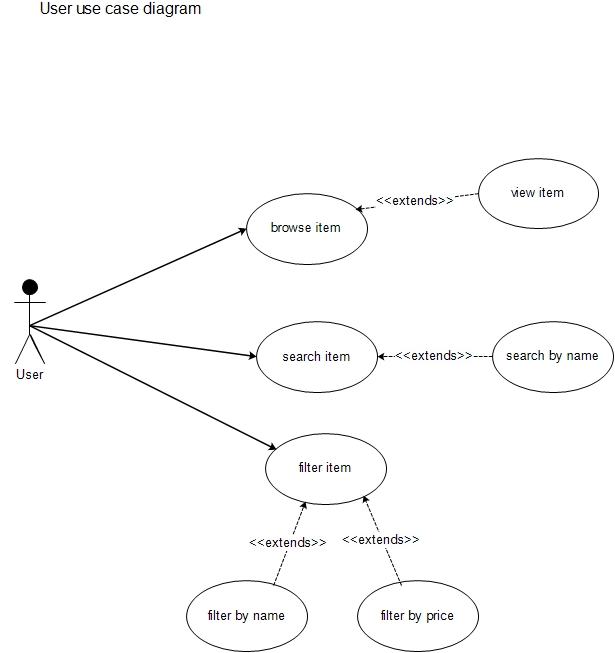 User use case diagram
view item
<<extends>>
browse item
User
search item
<<extends>>
search by name
filter item
<<extends>>
<<extends>>
filter by name
filter by price